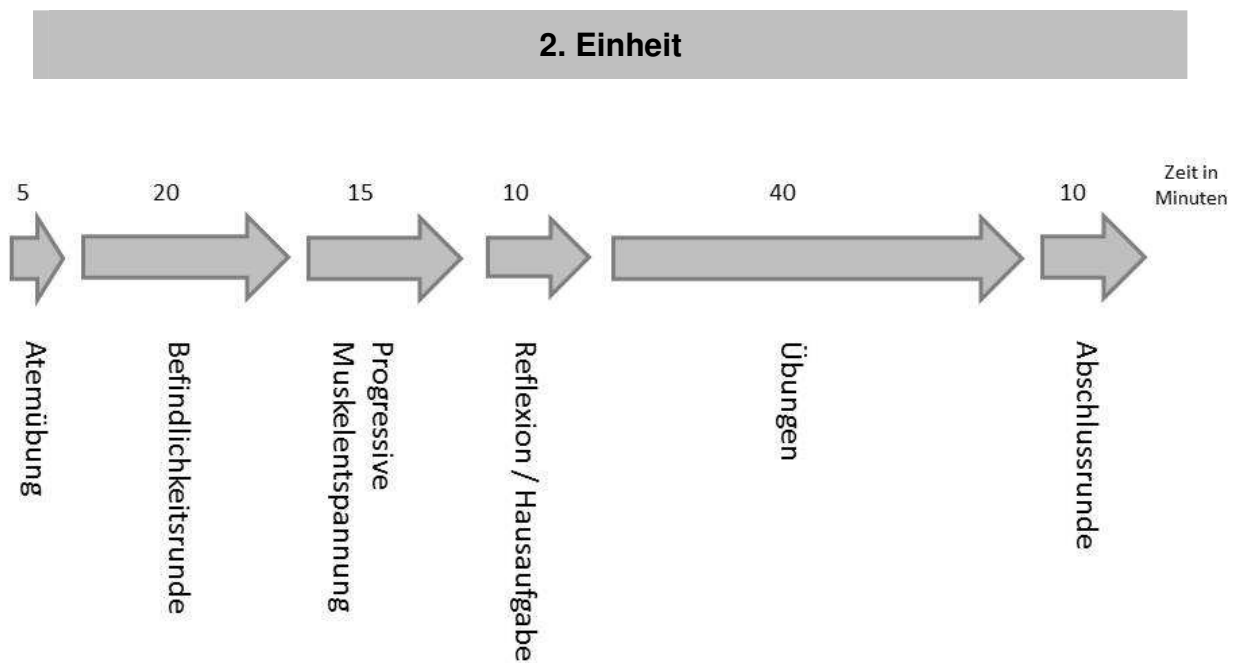 2. Einheit
Zeit in
Minuten
5
20
15
10
40
10
Atemübung
Befindlichkeitsrunde
Progressive
Muskelentspannung
Reflexion / Hausaufgabe
Übungen
Abschlussrunde